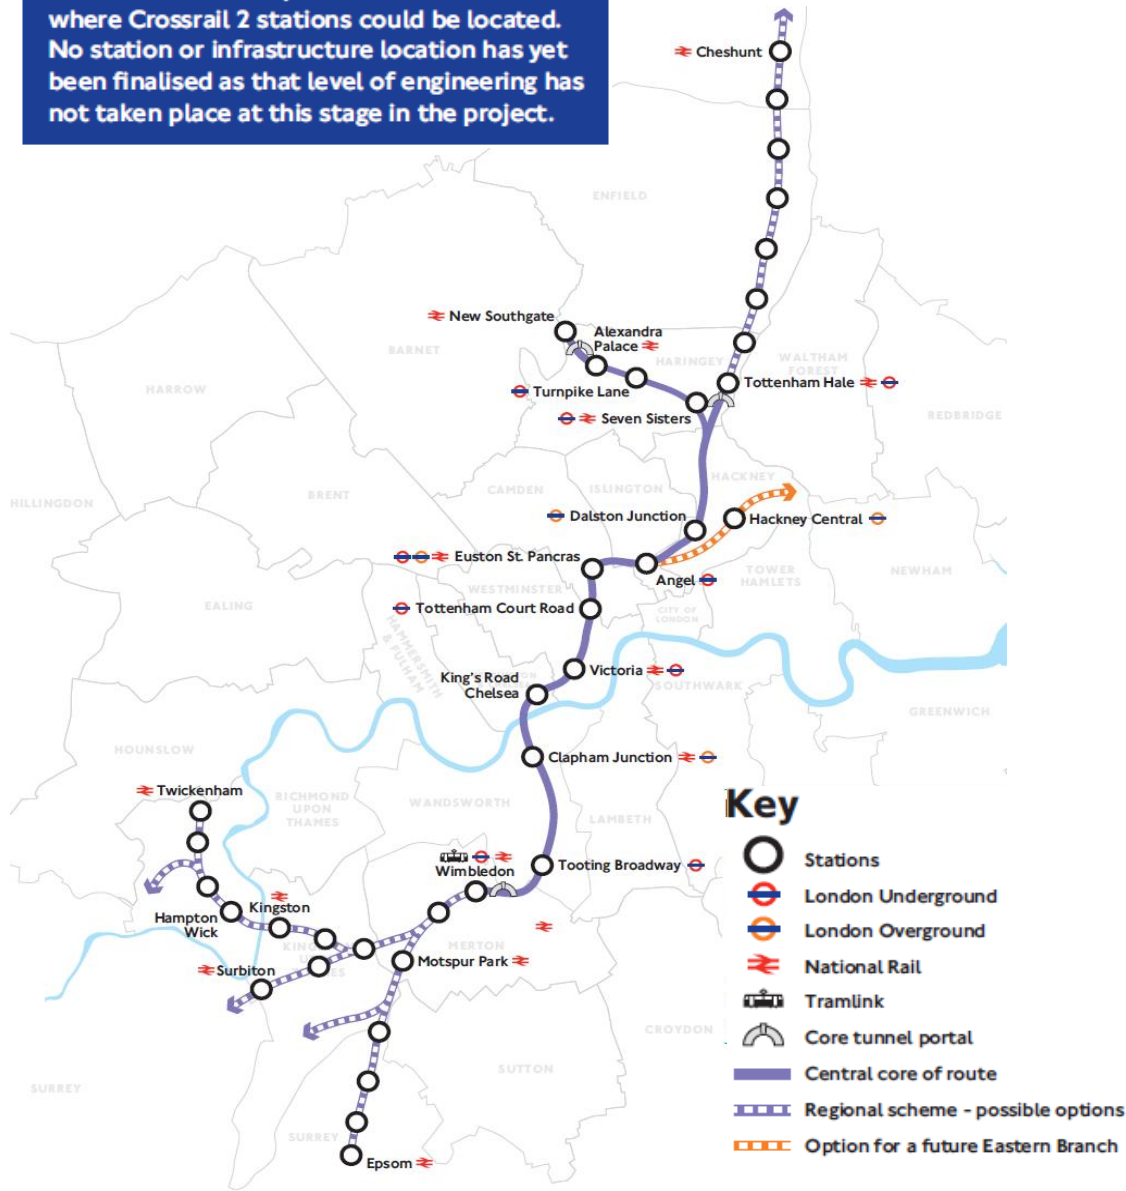 where Crossrail 2 stations could be located.
No station or infrastructure location has yet
been finalised as that level of engineering has
not taken place at this stage in the project.
Cheshunt
ENFIELD
New Southgate
Alexandra
Palace
BARNET
HARINGEY
WALTHAM
FOREST
HARROW
Turnpike Lane
Tottenham Hale
Seven Sisters
REDBRIDGE
HACKNEY
HILLINGDON
BRENT
CAMDEN
ISLINGTON
Dalston Junction
Hackney Central
Euston St. Pancras
Angel
TOWER
HAMLETS
NEWHAM
WESTMINSTER
EALING
Tottenham Court Road
CITY OF
LONDON
HAMMERSMITH
& FULHAM
Victoria
King's Road
Chelsea
SOUTHWARK
GREENWICH
HOUNSLOW
Clapham Junction
Twickenham
RICHMOND
UPON
THAMES
WANDSWORTH
LAMBETH
Wimbledon
Tooting Broadway
Hampton
Wick
Kingston
MERTON
Motspur Park
Surbiton
CROYDON
SUTTON
SURREY
SURREY
Epsom
Key
Stations
London Underground
London Overground
National Rail
Tramlink
Core tunnel portal
Central core of route
Regional scheme - possible options
Option for a future Eastern Branch